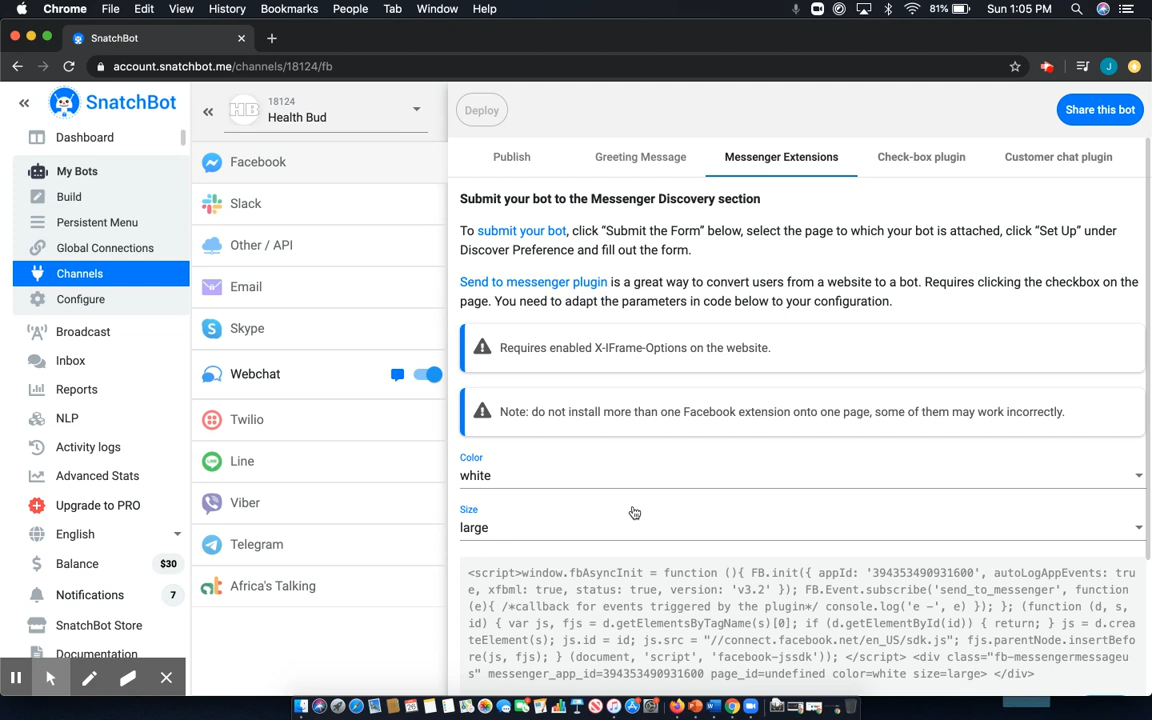 Chrome File Edit View History Bookmarks People Tab Window Help 81% Sun 1:05 PM
SnatchBot
account.snatchbot.me/channels/18124/fb J
SnatchBot
HB 18124
Health Bud
Deploy
Share this bot
Dashboard
My Bots
Build
Persistent Menu
Global Connections
Channels
Configure
Broadcast
Inbox
Reports
NLP
Activity logs
Advanced Stats
Upgrade to PRO
English
Balance $30
Notifications 7
SnatchBot Store
Documentation
Facebook
Slack
Other / API
Email
Skype
Webchat
Twilio
Line
Viber
Telegram
Africa's Talking
Publish Greeting Message Messenger Extensions Check-box plugin Customer chat plugin
Submit your bot to the Messenger Discovery section
To submit your bot, click “Submit the Form” below, select the page to which your bot is attached, click “Set Up” under
Discover Preference and fill out the form.
Send to messenger plugin is a great way to convert users from a website to a bot. Requires clicking the checkbox on the
page. You need to adapt the parameters in code below to your configuration.
Requires enabled X-IFrame-Options on the website.
Note: do not install more than one Facebook extension onto one page, some of them may work incorrectly.
Color
white
Size
large
<script>window.fbAsyncInit = function (){ FB.init({ appId: '394353490931600', autoLogAppEvents: tru
e, xfbml: true, status: true, version: 'v3.2' }); FB.Event.subscribe('send_to_messenger', function
(e){ /*callback for events triggered by the plugin*/ console.log('e -', e) }); }; (function (d, s,
id) { var js, fjs = d.getElementsByTagName(s)[0]; if (d.getElementById(id)) { return; } js = d.crea
teElement(s); js.id = id; js.src = "//connect.facebook.net/en_US/sdk.js"; fjs.parentNode.insertBefo
re(js, fjs); } (document, 'script', 'facebook-jssdk')); </script> <div class="fb-messengermessageu
s" messenger_app_id=394353490931600 page_id=undefined color=white size=large> </div>